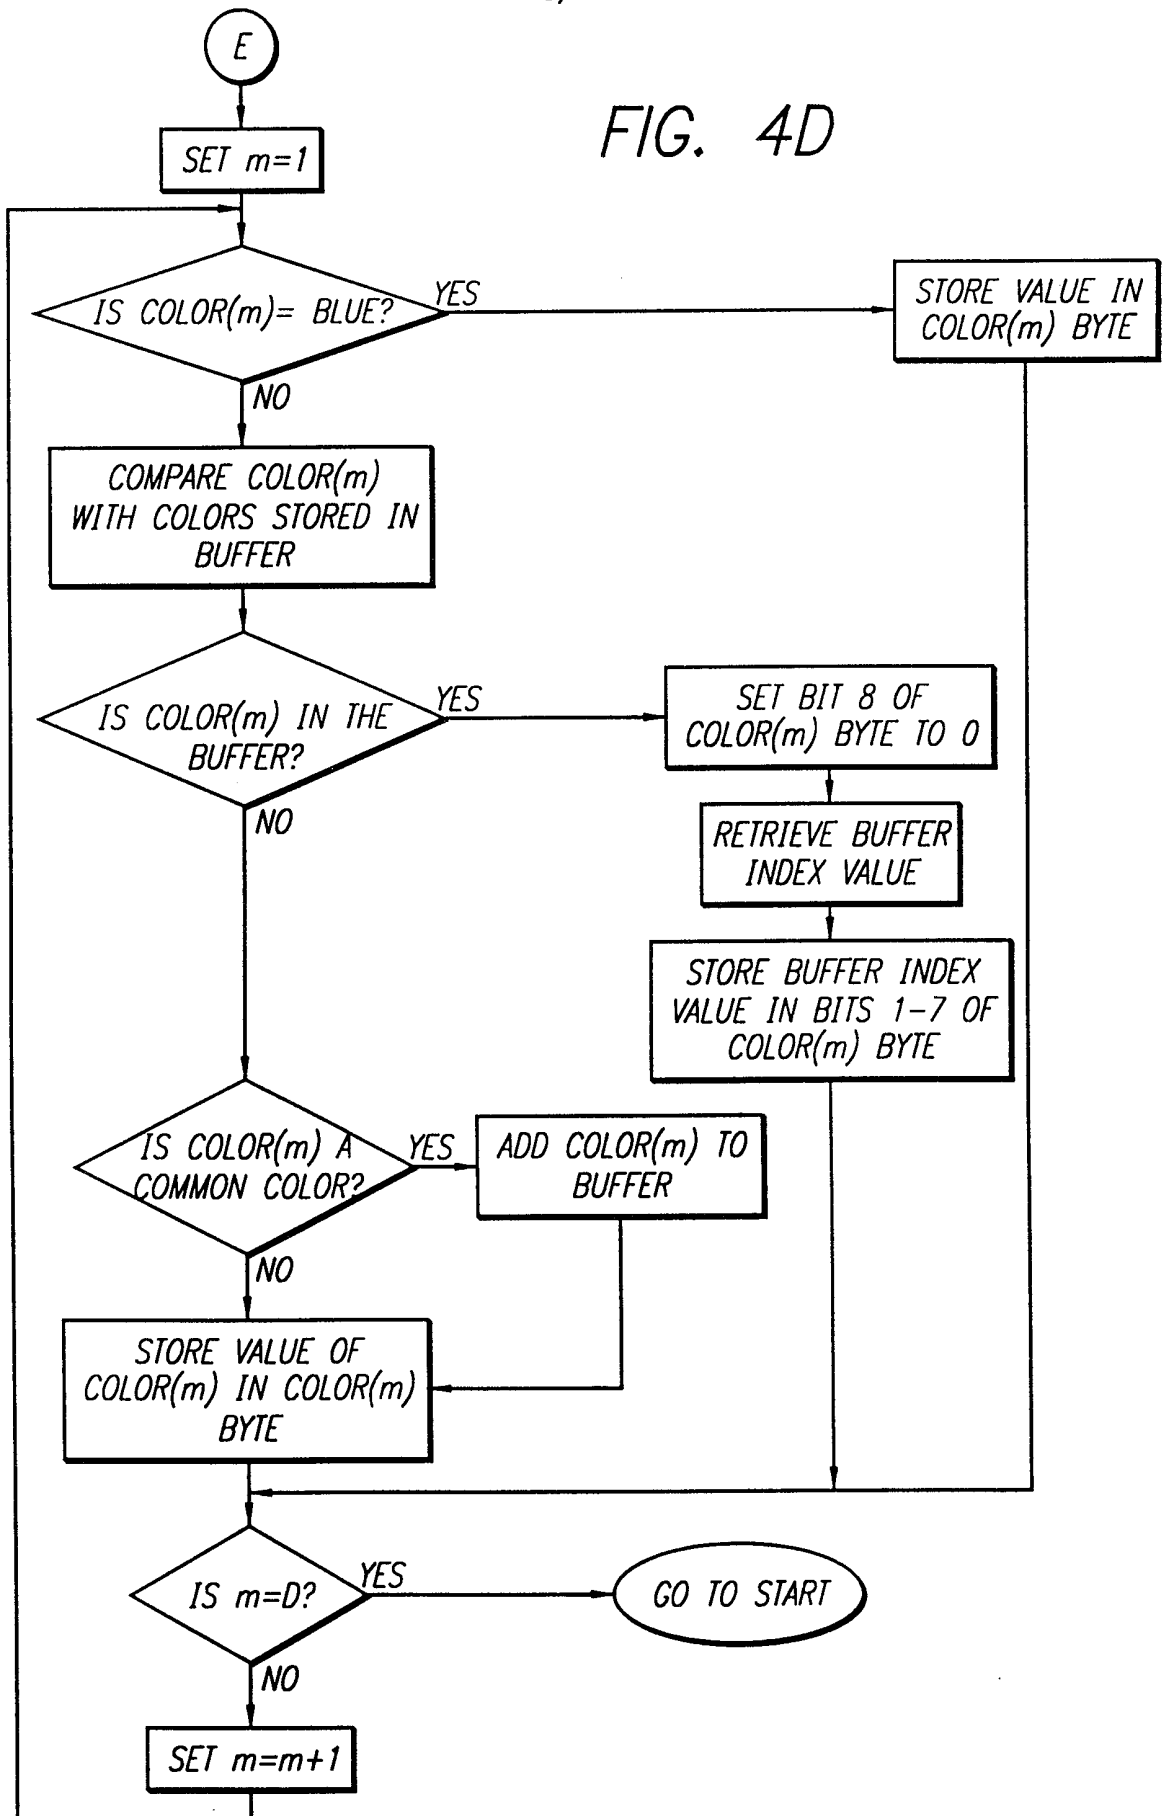 E
FIG. 4D
SET m=1
IS COLOR(m)= BLUE?
YES
STORE VALUE IN
COLOR(m) BYTE
NO
COMPARE COLOR(m)
WITH COLORS STORED IN
BUFFER
IS COLOR(m) IN THE
BUFFER?
YES
SET BIT 8 OF
COLOR(m) BYTE TO 0
NO
RETRIEVE BUFFER
INDEX VALUE
STORE BUFFER INDEX
VALUE IN BITS 1-7 OF
COLOR(m) BYTE
IS COLOR(m) A
COMMON COLOR?
YES
ADD COLOR(m) TO
BUFFER
NO
STORE VALUE OF
COLOR(m) IN COLOR(m)
BYTE
IS m=D?
YES
GO TO START
NO
SET m=m+1